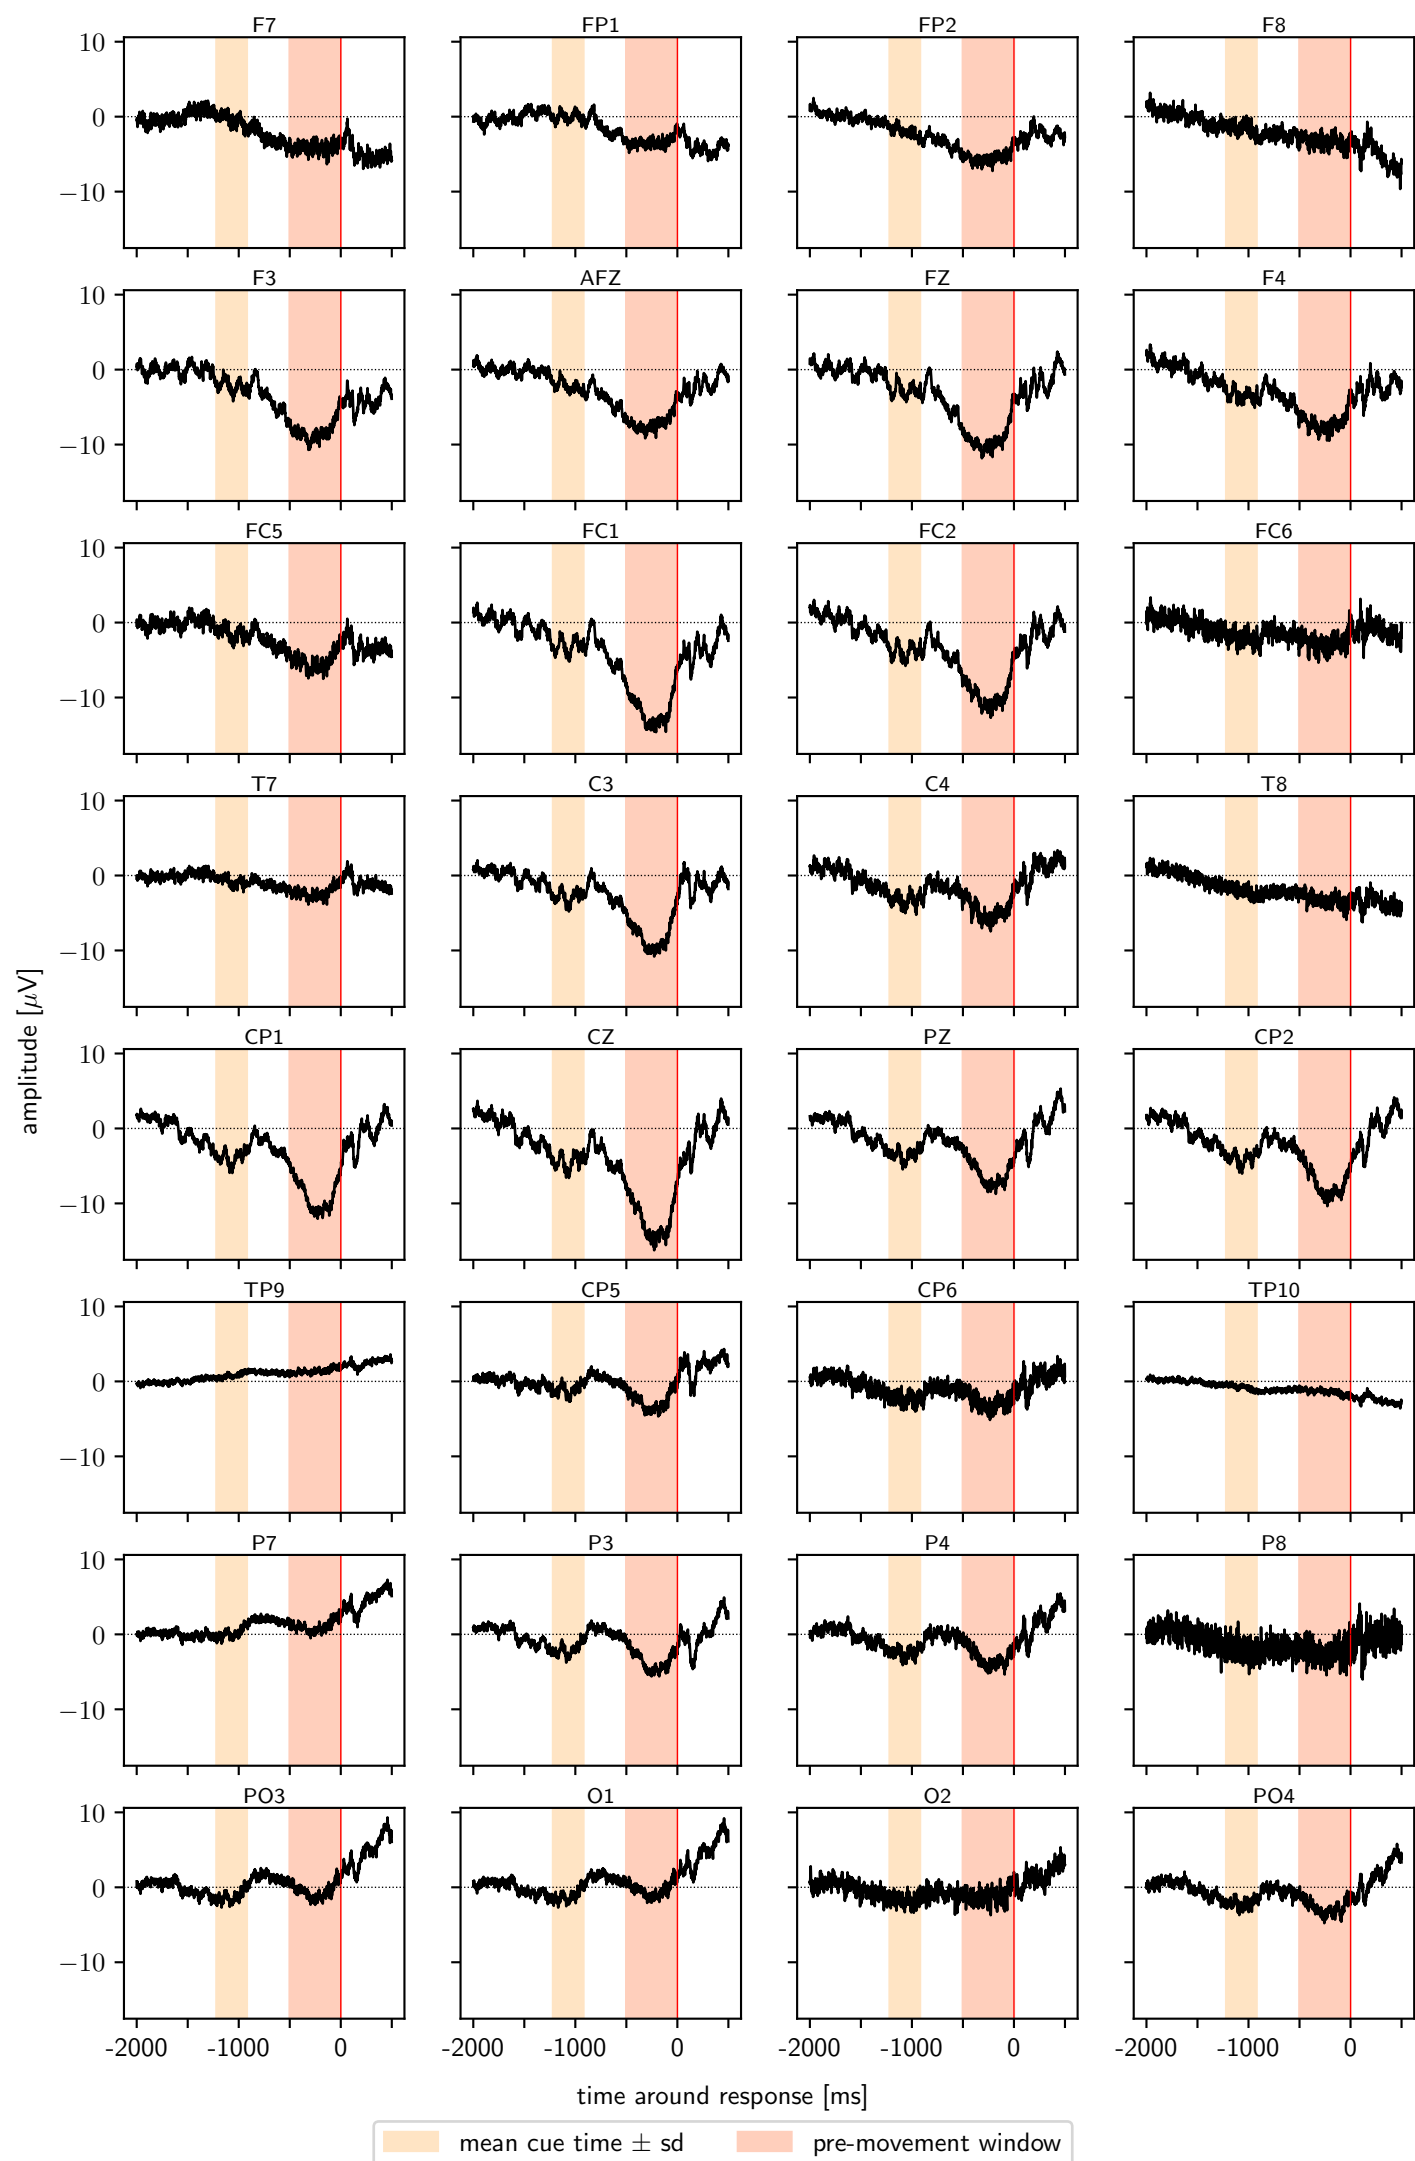 F7 FP1 FP2 F8
10
0
−10
F3 AFZ FZ F4
10
0
−10
FC5 FC1 FC2 FC6
10
0
−10
T7 C3 C4 T8
10
0
−10
amplitude [μV]
CP1 CZ PZ CP2
10
0
−10
TP9 CP5 CP6 TP10
10
0
−10
P7 P3 P4 P8
10
0
−10
PO3 O1 O2 PO4
10
0
−10
-2000 -1000 0 -2000 -1000 0 -2000 -1000 0 -2000 -1000 0
time around response [ms]
mean cue time ± sd pre-movement window